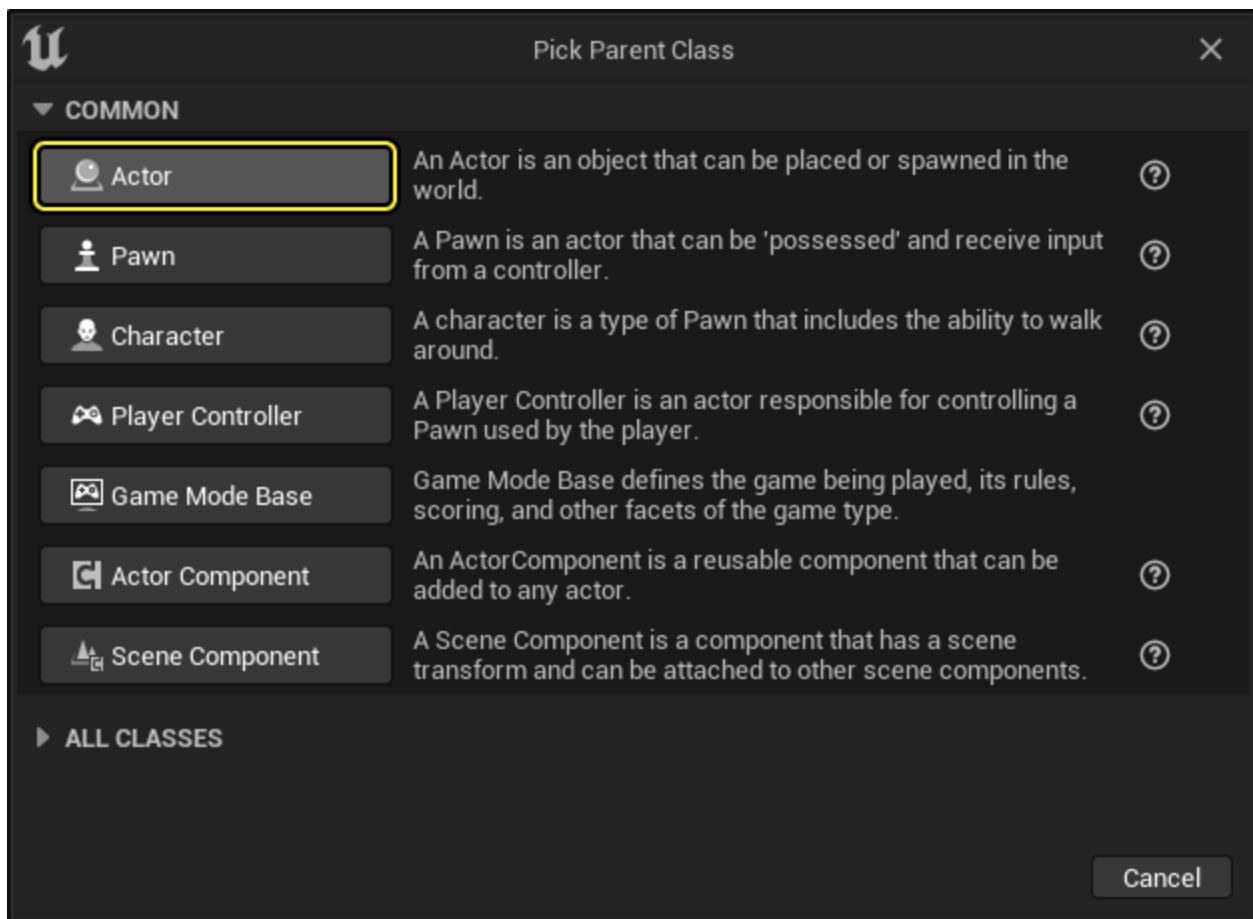 Pick Parent Class
COMMON
Actor
An Actor is an object that can be placed or spawned in the
world.
Pawn
A Pawn is an actor that can be 'possessed' and receive input
from a controller.
Character
A character is a type of Pawn that includes the ability to walk
around.
Player Controller
A Player Controller is an actor responsible for controlling a
Pawn used by the player.
Game Mode Base
Game Mode Base defines the game being played, its rules,
scoring, and other facets of the game type.
Actor Component
An ActorComponent is a reusable component that can be
added to any actor.
Scene Component
A Scene Component is a component that has a scene
transform and can be attached to other scene components.
ALL CLASSES
Cancel